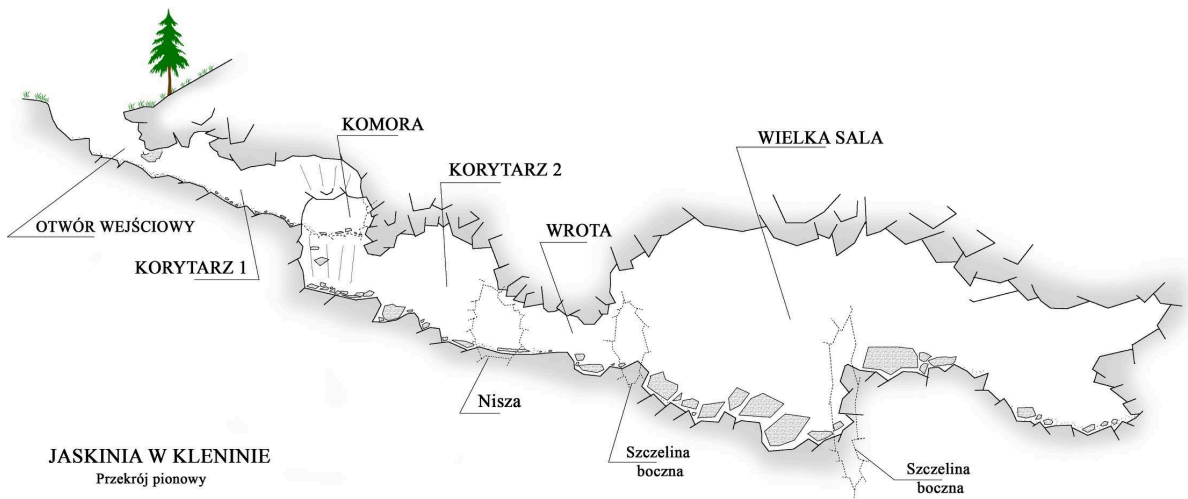 KOMORA
WIELKA SALA
KORYTARZ 2
OTWÓR WEJŚCIOWY
WROTA
KORYTARZ 1
Nisza
JASKINIA W KLENINIE
Przekrój pionowy
Szczelina
boczna
Szczelina
boczna